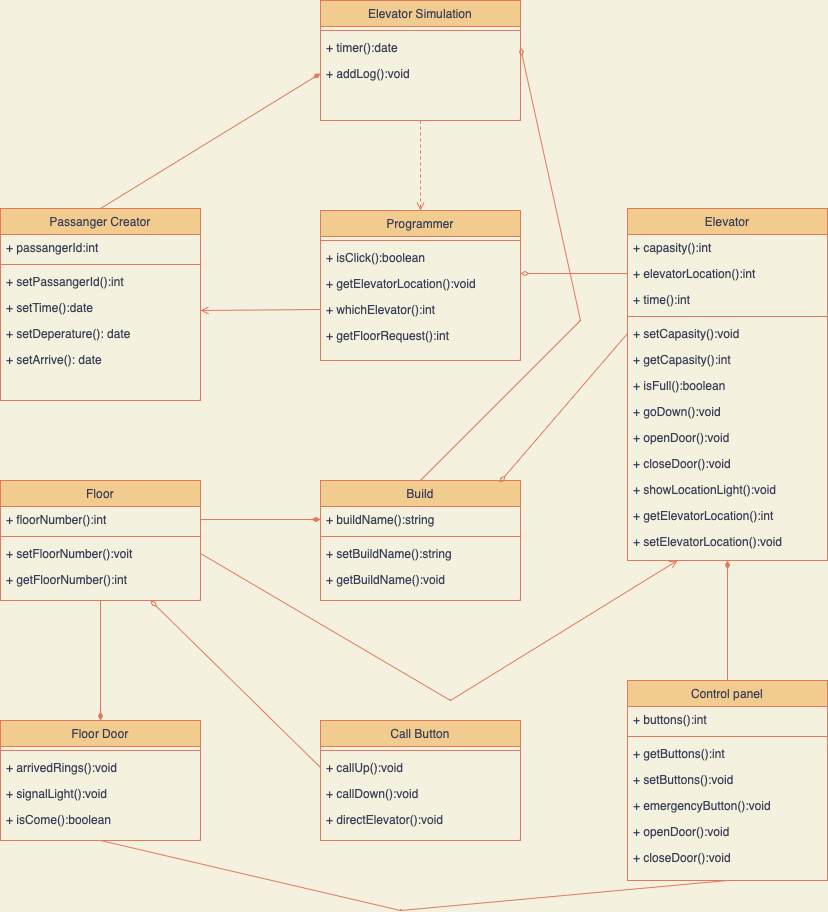 Elevator Simulation
+ timer():date
+ addLog():void
Passanger Creator
+ passangerId:int
+ setPassangerId():int
+ setTime():date
+ setDeperature(): date
+ setArrive(): date
Programmer
+ isClick():boolean
+ getElevatorLocation():void
+ whichElevator():int
+ getFloorRequest():int
Elevator
+ capasity():int
+ elevatorLocation():int
+ time():int
+ setCapasity():void
+ getCapasity():int
+ isFull():boolean
+ goDown():void
+ openDoor():void
+ closeDoor():void
+ showLocationLight():void
+ getElevatorLocation():int
+ setElevatorLocation():void
Floor
+ floorNumber():int
+ setFloorNumber():voit
+ getFloorNumber():int
Build
+ buildName():string
+ setBuildName():string
+ getBuildName():void
Floor Door
+ arrivedRings():void
+ signalLight():void
+ isCome():boolean
Call Button
+ callUp():void
+ callDown():void
+ directElevator():void
Control panel
+ buttons():int
+ getButtons():int
+ setButtons():void
+ emergencyButton():void
+ openDoor():void
+ closeDoor():void